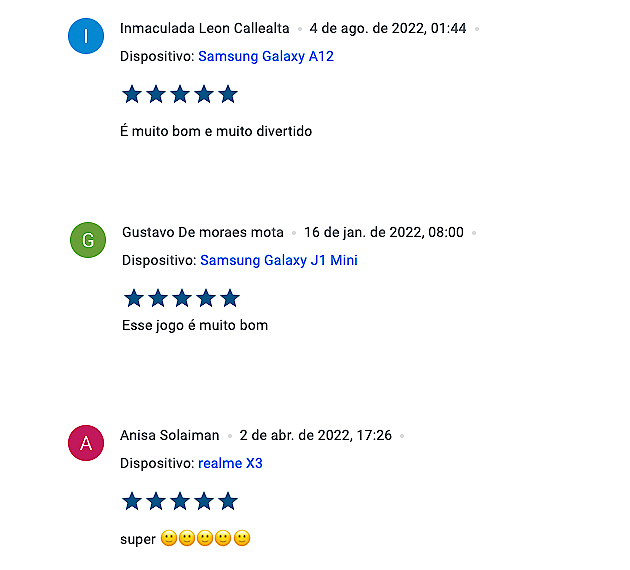 I
Inmaculada Leon Callealta • 4 de ago. de 2022, 01:44 •
Dispositivo: Samsung Galaxy A12
★★★★★
É muito bom e muito divertido
G
Gustavo De moraes mota • 16 de jan. de 2022, 08:00 •
Dispositivo: Samsung Galaxy J1 Mini
★★★★★
Esse jogo é muito bom
A
Anisa Solaiman • 2 de abr. de 2022, 17:26 •
Dispositivo: realme X3
★★★★★
super 🙂🙂🙂🙂🙂